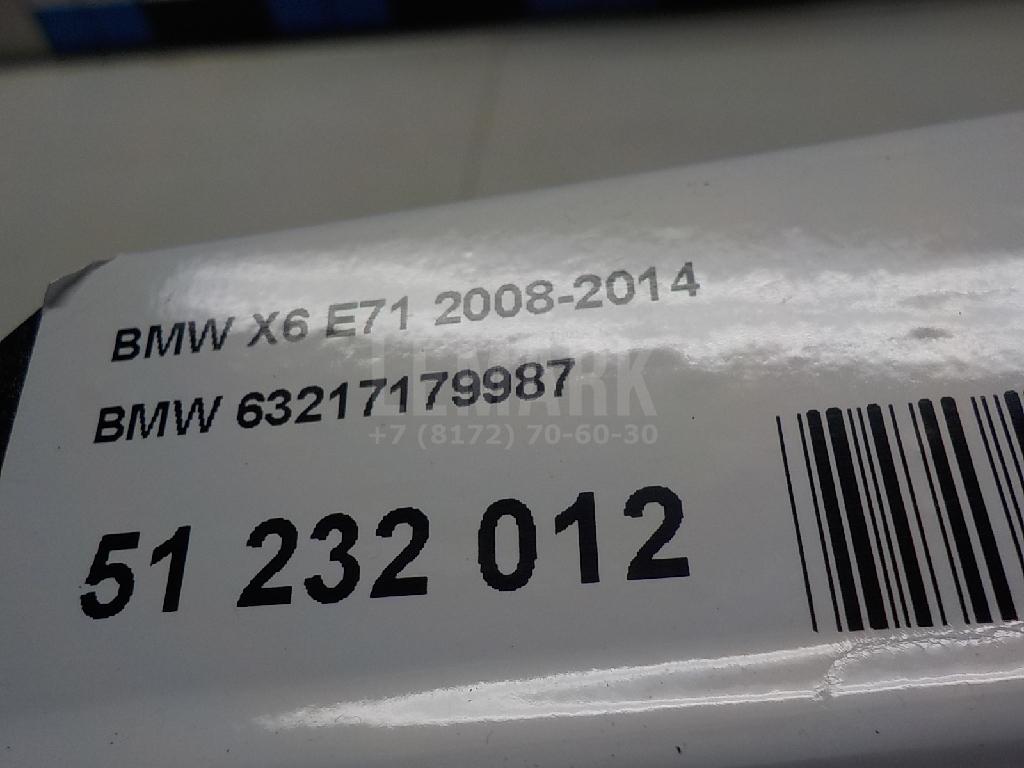 BMW X6 E71 2008-2014
BMW 63217179987
LEMARK
+7 (8172) 70-60-30
51 232 012